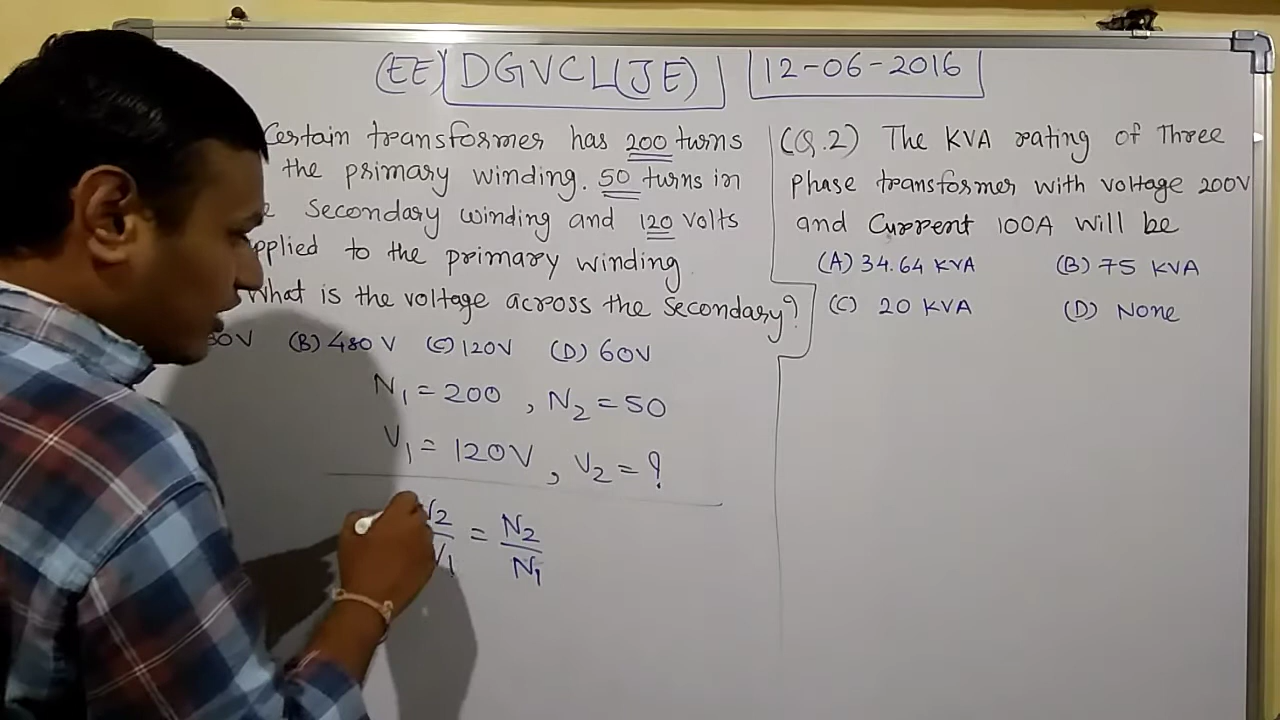 (EE) DGVCL(JE) 12-06-2016
Certain transformer has 200 turns
the primary winding. 50 turns in
Secondary winding and 120 volts
applied to the primary winding
What is the voltage across the Secondary?
(B) 480 V (C) 120V (D) 60V
N1 = 200 , N2 = 50
V1 = 120V , V2 = ?
V2/V1 = N2/N1
(Q.2) The KVA rating of Three
phase transformer with voltage 200V
and Current 100A will be
(A) 34.64 KVA (B) 75 KVA
(C) 20 KVA (D) None